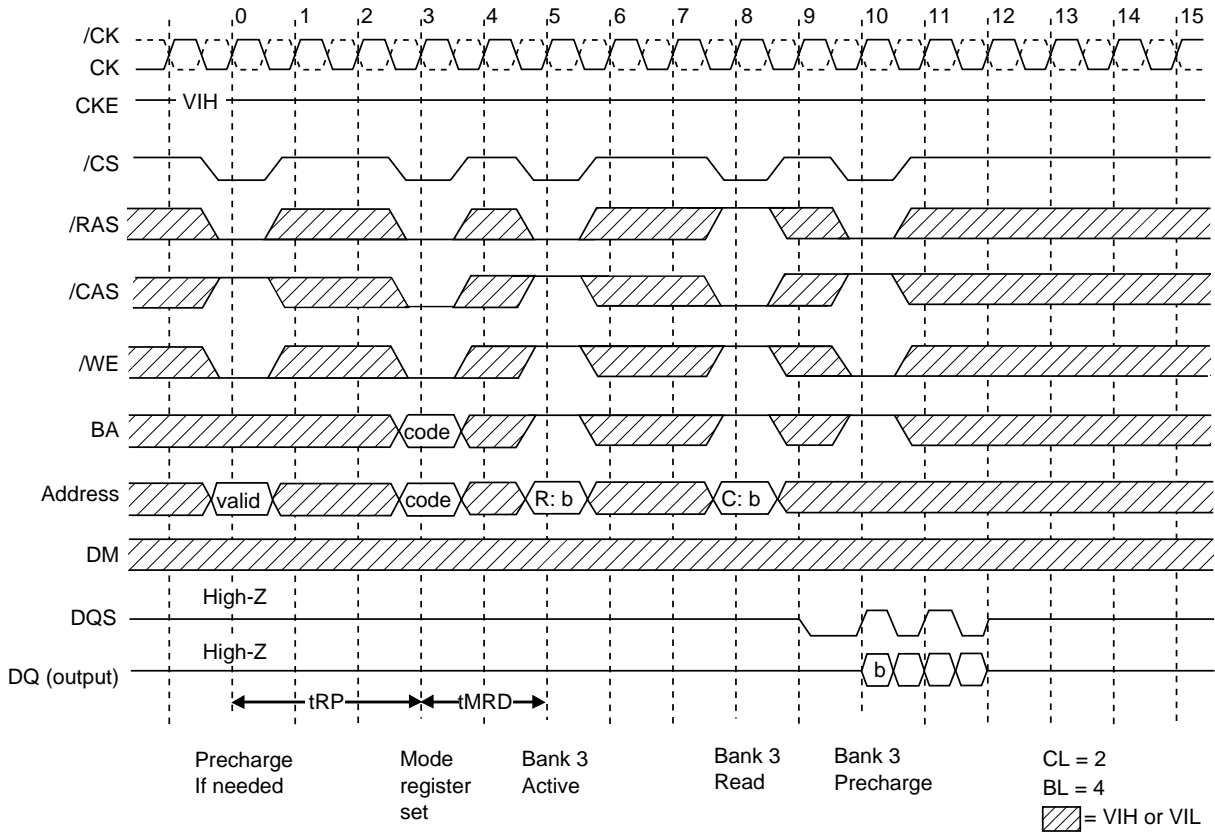 0 1 2 3 4 5 6 7 8 9 10 11 12 13 14 15
/CK
CK
CKE VIH
/CS
/RAS
/CAS
/WE
BA code
Address valid code R: b C: b
DM
High-Z
DQS
High-Z
DQ (output) b
tRP tMRD
Precharge If needed
Mode register set
Bank 3 Active
Bank 3 Read
Bank 3 Precharge
CL = 2
BL = 4
= VIH or VIL